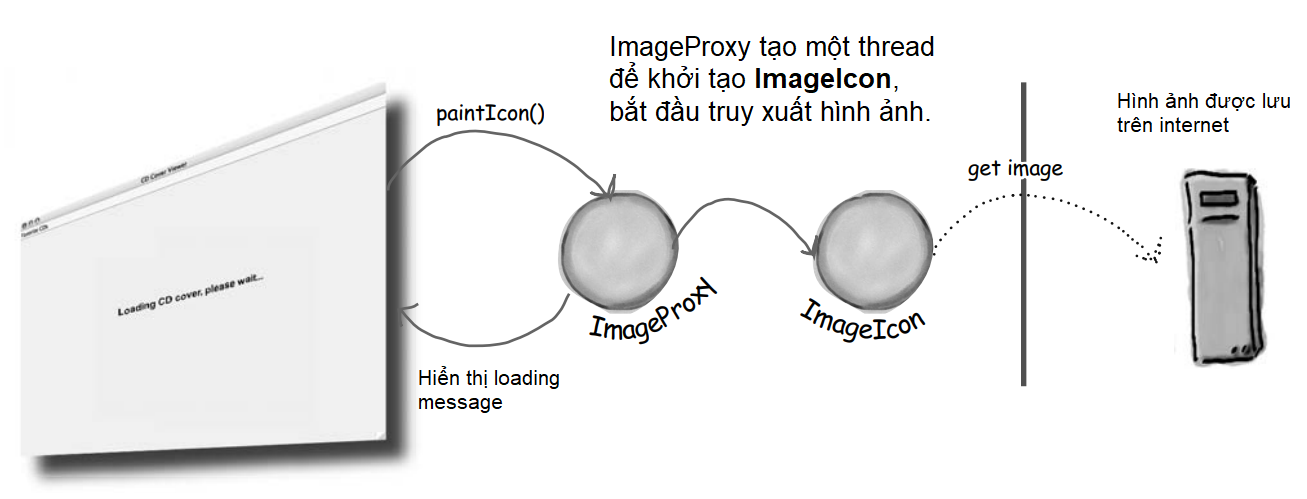 ImageProxy tạo một thread
để khởi tạo ImageIcon,
bắt đầu truy xuất hình ảnh.
Hình ảnh được lưu
trên internet
paintIcon()
get image
CD Cover Viewer
Favorite CDs
Loading CD cover, please wait...
ImageProxy
ImageIcon
Hiển thị loading
message